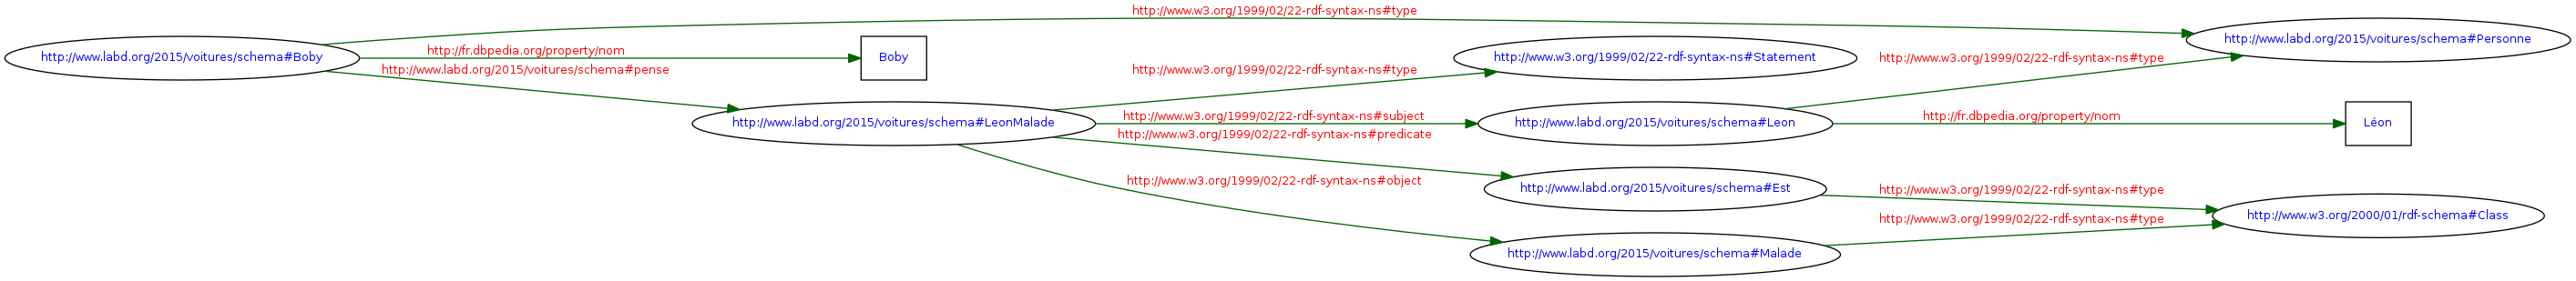 http://www.w3.org/1999/02/22-rdf-syntax-ns#type
http://www.labd.org/2015/voitures/schema#Personne
http://fr.dbpedia.org/property/nom
http://www.labd.org/2015/voitures/schema#Boby
Boby
http://www.w3.org/1999/02/22-rdf-syntax-ns#Statement
http://www.w3.org/1999/02/22-rdf-syntax-ns#type
http://www.labd.org/2015/voitures/schema#pense
http://www.w3.org/1999/02/22-rdf-syntax-ns#type
http://www.w3.org/1999/02/22-rdf-syntax-ns#subject
http://fr.dbpedia.org/property/nom
http://www.labd.org/2015/voitures/schema#LeonMalade
http://www.labd.org/2015/voitures/schema#Leon
Léon
http://www.w3.org/1999/02/22-rdf-syntax-ns#predicate
http://www.w3.org/1999/02/22-rdf-syntax-ns#object
http://www.labd.org/2015/voitures/schema#Est
http://www.w3.org/1999/02/22-rdf-syntax-ns#type
http://www.w3.org/2000/01/rdf-schema#Class
http://www.w3.org/1999/02/22-rdf-syntax-ns#type
http://www.labd.org/2015/voitures/schema#Malade